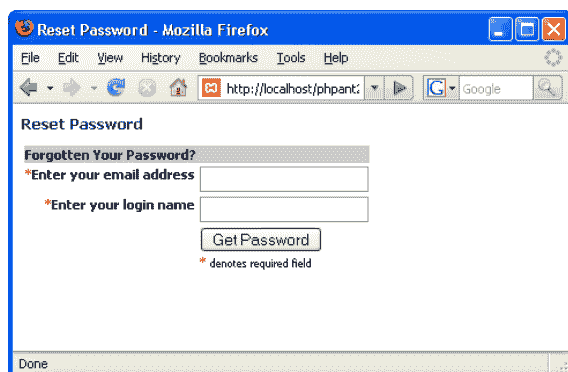 Reset Password - Mozilla Firefox
File Edit View History Bookmarks Tools Help
http://localhost/phpant2 G Google
Reset Password
Forgotten Your Password?
*Enter your email address
*Enter your login name
Get Password
* denotes required field
Done